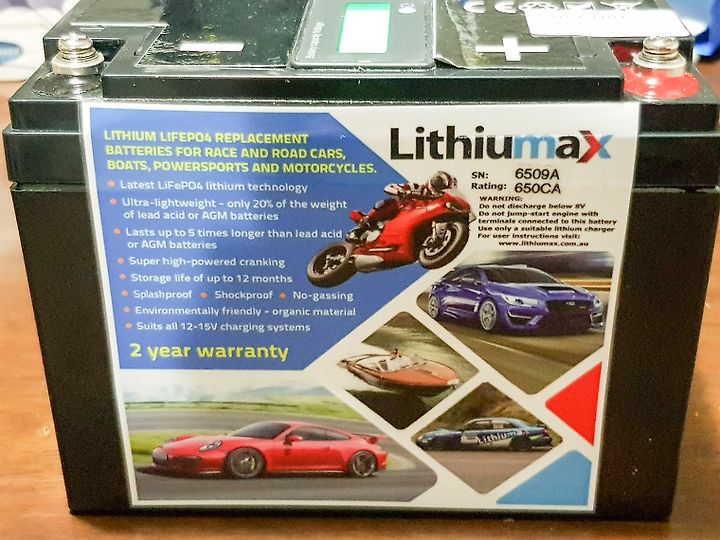 LITHIUM LIFEPO4 REPLACEMENT
BATTERIES FOR RACE AND ROAD CARS,
BOATS, POWERSPORTS AND MOTORCYCLES.
Latest LiFePO4 lithium technology
Ultra-lightweight - only 20% of the weight
of lead acid or AGM batteries
Lasts up to 5 times longer than lead acid
or AGM batteries
Super high-powered cranking
Storage life of up to 12 months
Splashproof • Shockproof • No-gassing
Environmentally friendly - organic material
Suits all 12-15V charging systems
2 year warranty
Lithiumax
SN: 6509A
Rating: 650CA
WARNING:
Do not discharge below 8V
Do not jump-start engine with
terminals connected to this battery
Use only a suitable lithium charger
For user instructions visit:
www.lithiumax.com.au
Lithiumax